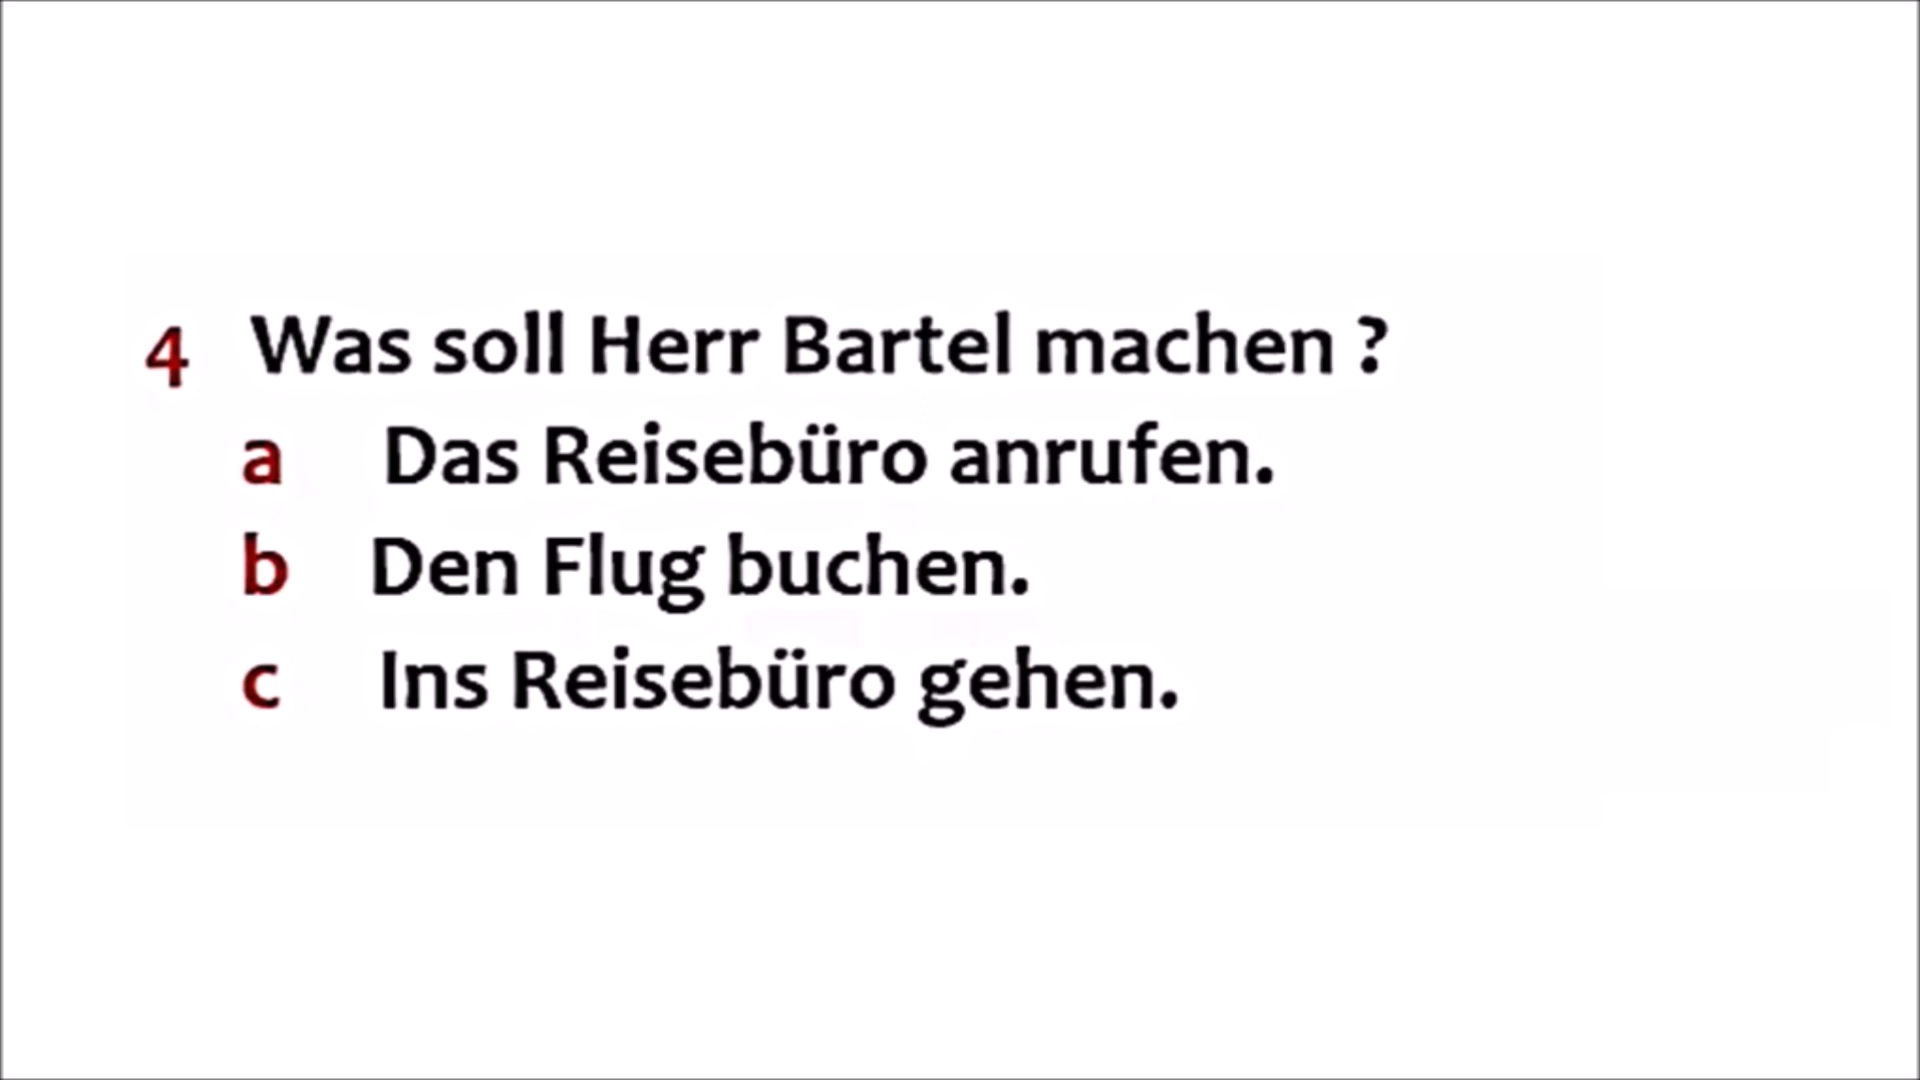 4 Was soll Herr Bartel machen ?
a Das Reisebüro anrufen.
b Den Flug buchen.
c Ins Reisebüro gehen.